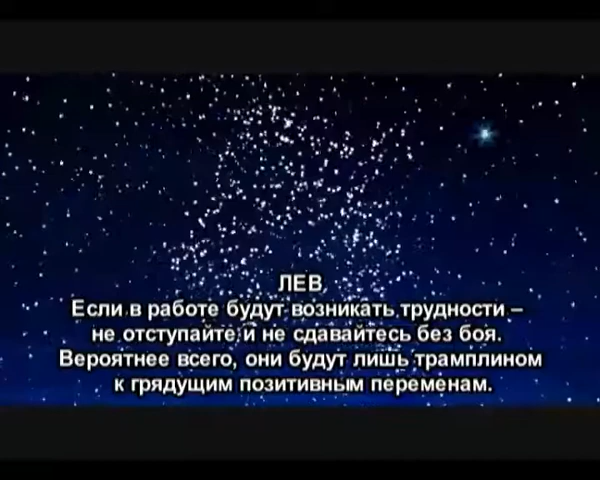 ЛЕВ
Если в работе будут возникать трудности –
не отступайте и не сдавайтесь без боя.
Вероятнее всего, они будут лишь трамплином
к грядущим позитивным переменам.